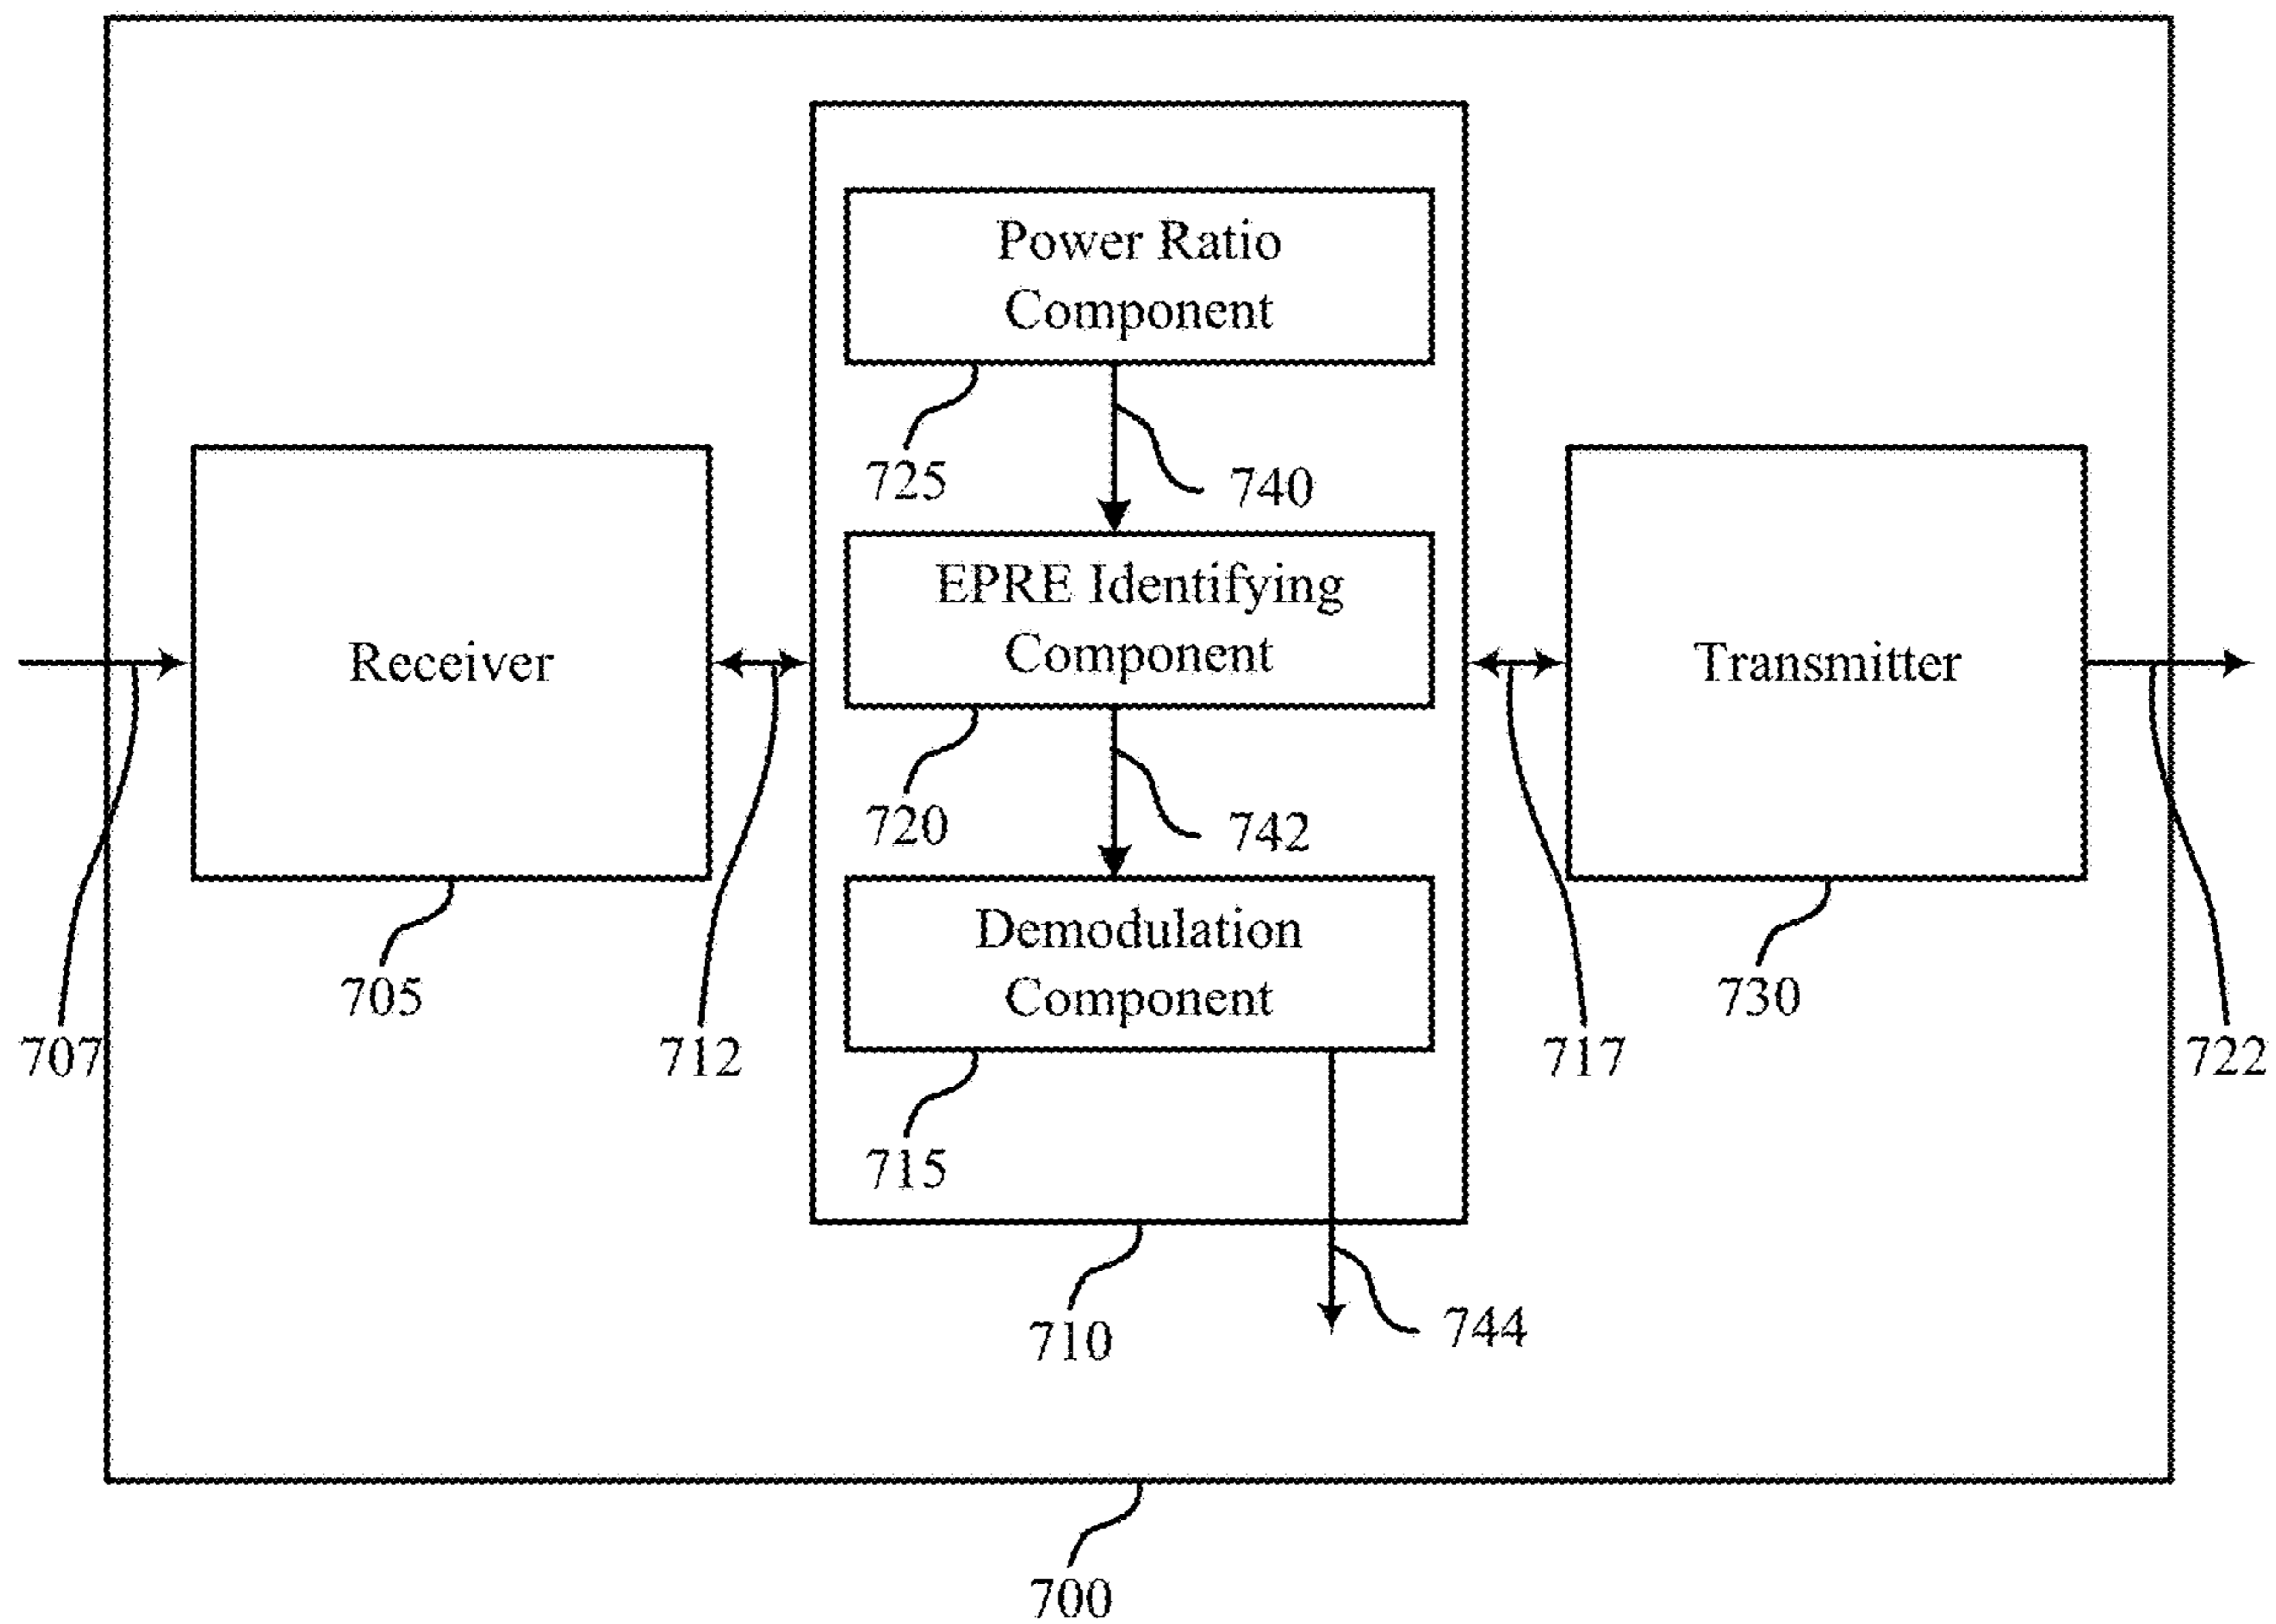 Power Ratio
Component
725
740
EPRE Identifying
Component
Receiver
Transmitter
720
742
Demodulation
Component
705
730
707
712
717
722
715
710
744
700